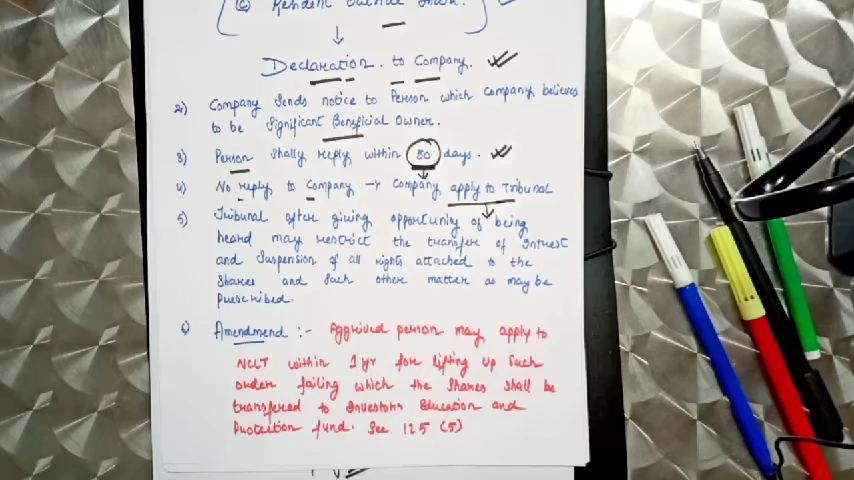 (c)
Declaration. to Company.
2) Company Sends notice to Person which company believes
to be Significant Beneficial Owner.
3) Person Shally reply within 30 days.
4) No reply to Company → Company apply to Tribunal
5) Tribunal after giving opportunity of being
heard may restrict the transfer of Intrest
and Suspension of all rights attached to the
Shares and Such other matter as may be
prescribed.
6) Amendmend :- Aggrived person may apply to
NCLT within 1 yr for lifting up Such
order failing which the Shares shall be
transferred to Investors Education and
Protection fund. Sec 125 (5)